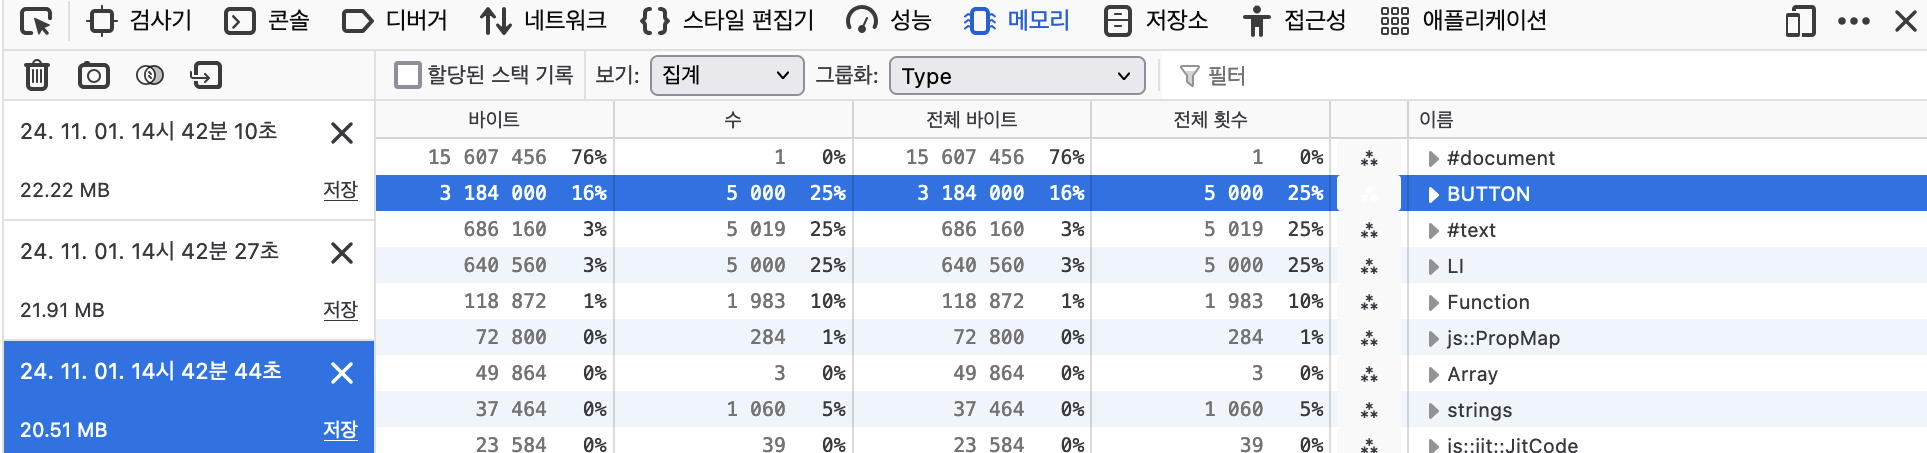 검사기 콘솔 디버거 네트워크 스타일 편집기 성능 메모리 저장소 접근성 애플리케이션
할당된 스택 기록 보기: 집계 그룹화: Type 필터
24. 11. 01. 14시 42분 10초
22.22 MB 저장
24. 11. 01. 14시 42분 27초
21.91 MB 저장
24. 11. 01. 14시 42분 44초
20.51 MB 저장
바이트 수 전체 바이트 전체 횟수 이름
15 607 456 76% 1 0% 15 607 456 76% 1 0% #document
3 184 000 16% 5 000 25% 3 184 000 16% 5 000 25% BUTTON
686 160 3% 5 019 25% 686 160 3% 5 019 25% #text
640 560 3% 5 000 25% 640 560 3% 5 000 25% LI
118 872 1% 1 983 10% 118 872 1% 1 983 10% Function
72 800 0% 284 1% 72 800 0% 284 1% js::PropMap
49 864 0% 3 0% 49 864 0% 3 0% Array
37 464 0% 1 060 5% 37 464 0% 1 060 5% strings
23 584 0% 39 0% 23 584 0% 39 0% js::jit::JitCode